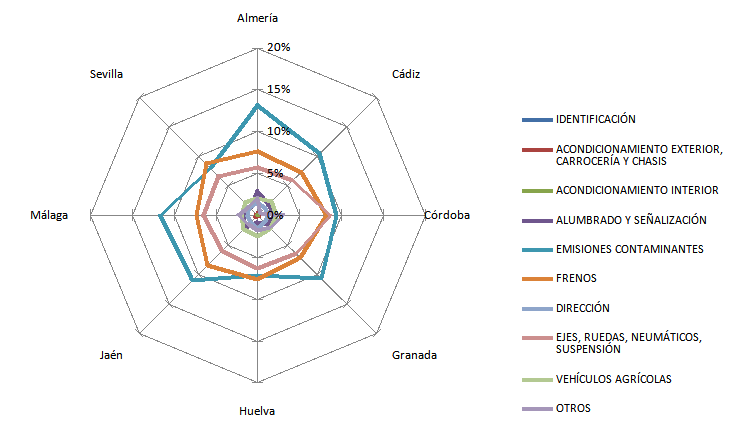 Almería
20%
Sevilla
Cádiz
15%
10%
5%
Málaga
0%
Córdoba
Jaén
Granada
Huelva
IDENTIFICACIÓN
ACONDICIONAMIENTO EXTERIOR,
CARROCERÍA Y CHASIS
ACONDICIONAMIENTO INTERIOR
ALUMBRADO Y SEÑALIZACIÓN
EMISIONES CONTAMINANTES
FRENOS
DIRECCIÓN
EJES, RUEDAS, NEUMÁTICOS,
SUSPENSIÓN
VEHÍCULOS AGRÍCOLAS
OTROS